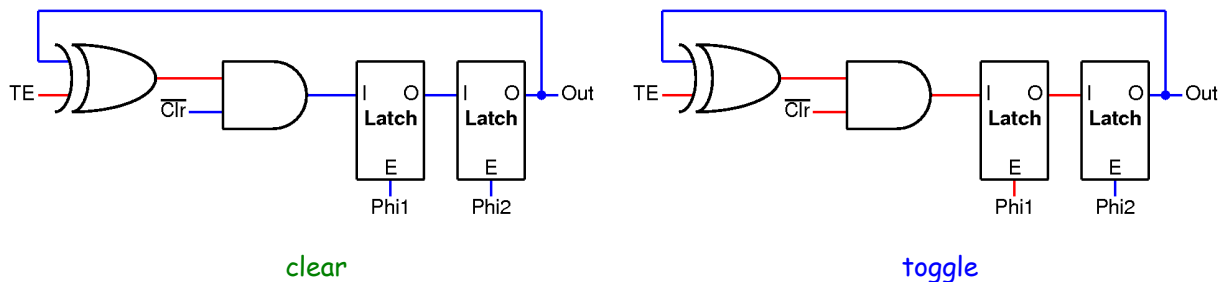 TE
Clr
I O
Latch
E
Phi1
I O
Latch
E
Phi2
Out
clear
TE
Clr
I O
Latch
E
Phi1
I O
Latch
E
Phi2
Out
toggle